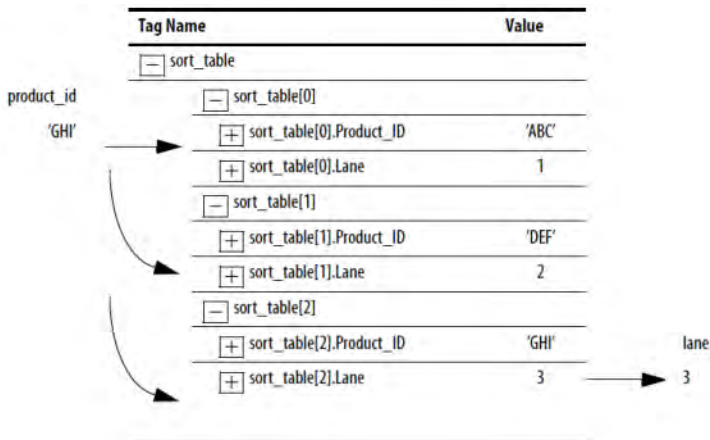 Tag Name Value
sort_table
product_id
sort_table[0]
'GHI'
sort_table[0].Product_ID 'ABC'
sort_table[0].Lane 1
sort_table[1]
sort_table[1].Product_ID 'DEF'
sort_table[1].Lane 2
sort_table[2]
sort_table[2].Product_ID 'GHI' lane
sort_table[2].Lane 3 3